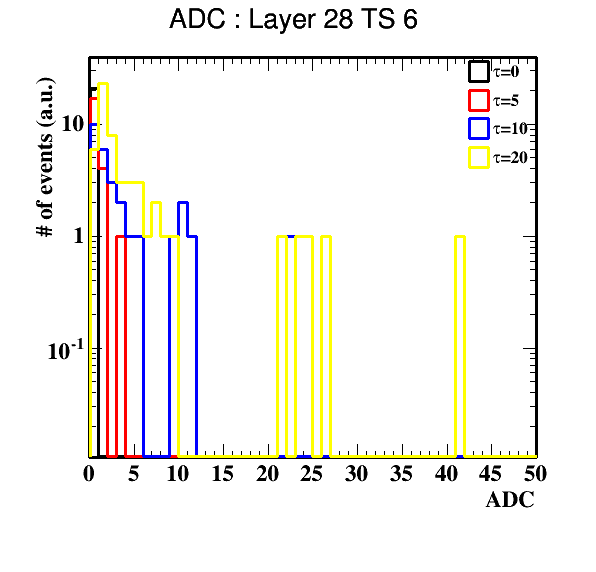 ADC : Layer 28 TS 6
# of events (a.u.)
10
1
10-1
τ=0
τ=5
τ=10
τ=20
0 5 10 15 20 25 30 35 40 45 50
ADC